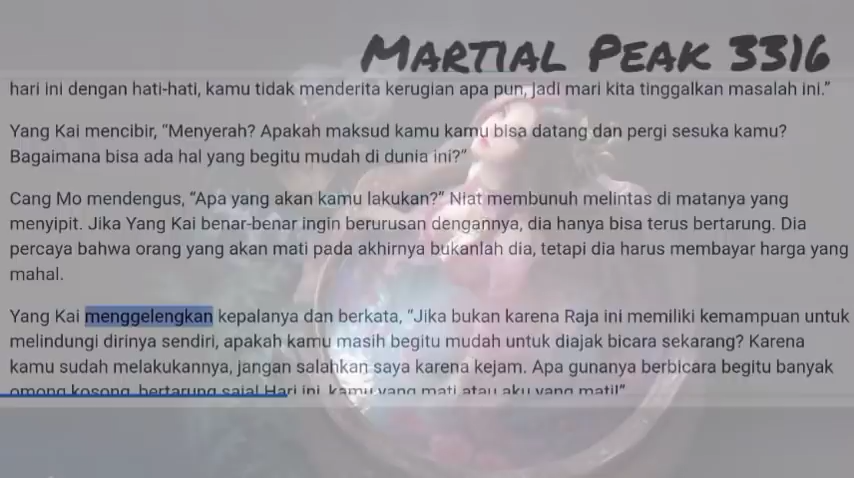 MARTIAL PEAK 3316
hari ini dengan hati-hati, kamu tidak menderita kerugian apa pun, jadi mari kita tinggalkan masalah ini.”
Yang Kai mencibir, “Menyerah? Apakah maksud kamu kamu bisa datang dan pergi sesuka kamu?
Bagaimana bisa ada hal yang begitu mudah di dunia ini?”
Cang Mo mendengus, “Apa yang akan kamu lakukan?” Niat membunuh melintas di matanya yang
menyipit. Jika Yang Kai benar-benar ingin berurusan dengannya, dia hanya bisa terus bertarung. Dia
percaya bahwa orang yang akan mati pada akhirnya bukanlah dia, tetapi dia harus membayar harga yang
mahal.
Yang Kai menggelengkan kepalanya dan berkata, “Jika bukan karena Raja ini memiliki kemampuan untuk
melindungi dirinya sendiri, apakah kamu masih begitu mudah untuk diajak bicara sekarang? Karena
kamu sudah melakukannya, jangan salahkan saya karena kejam. Apa gunanya berbicara begitu banyak
omong kosong, bertarung saja! Hari ini, kamu yang mati atau aku yang mati!”